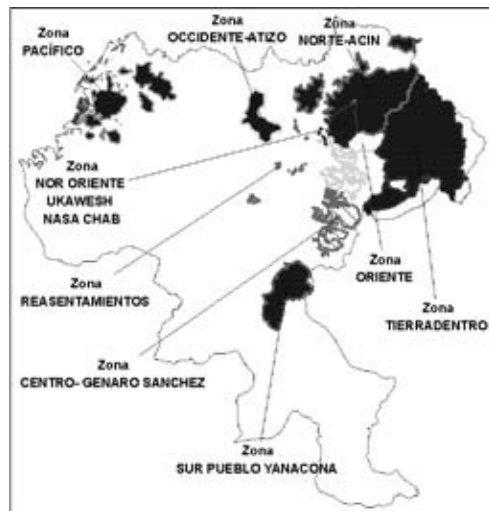 Zona
OCCIDENTE-ATIZO
Zona
NORTE-ACIN
Zona
PACÍFICO
Zona
NOR ORIENTE
UKAWESH
NASA CHAB
Zona
ORIENTE
Zona
REASENTAMIENTOS
Zona
TIERRADENTRO
Zona
CENTRO- GENARO SANCHEZ
Zona
SUR PUEBLO YANACONA